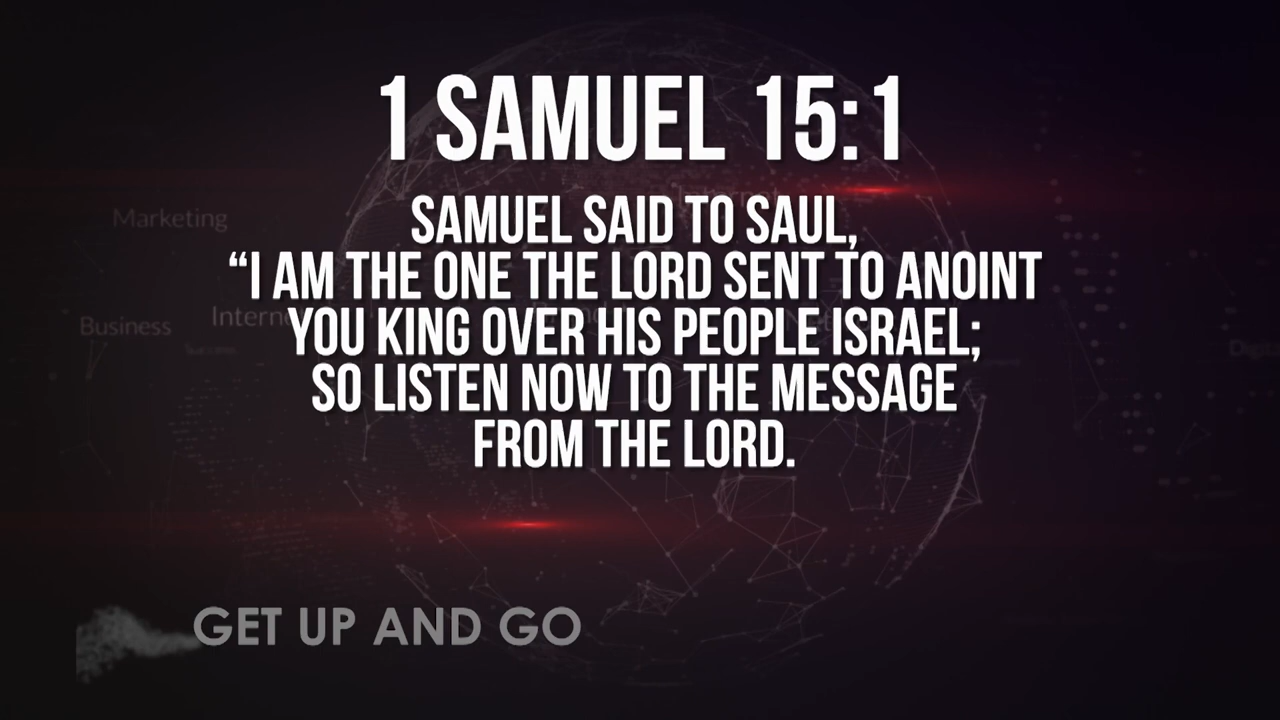 1 SAMUEL 15:1
Internet
SAMUEL SAID TO SAUL,
Marketing
“I AM THE ONE THE LORD SENT TO ANOINT
Business
YOU KING OVER HIS PEOPLE ISRAEL;
SO LISTEN NOW TO THE MESSAGE
FROM THE LORD.
GET UP AND GO